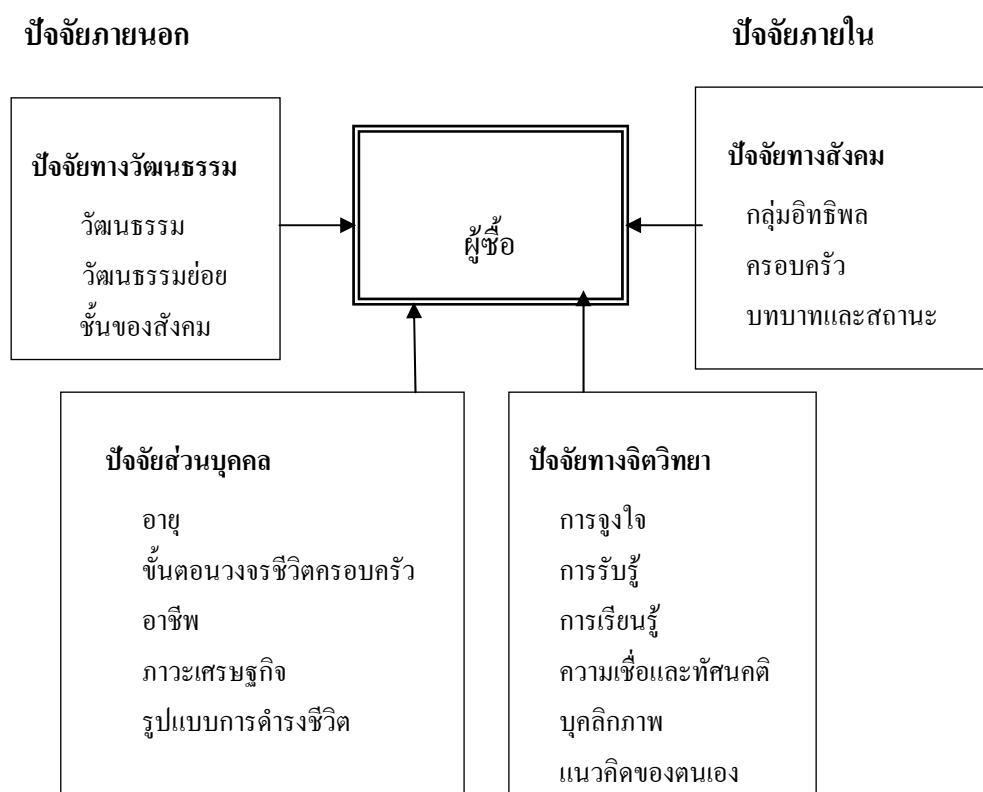 ปัจจัยภายนอก
ปัจจัยภายใน
ปัจจัยทางวัฒนธรรม
วัฒนธรรม
วัฒนธรรมย่อย
ชั้นของสังคม
ผู้ซื้อ
ปัจจัยทางสังคม
กลุ่มอิทธิพล
ครอบครัว
บทบาทและสถานะ
ปัจจัยส่วนบุคคล
อายุ
ขั้นตอนวงจรชีวิตครอบครัว
อาชีพ
ภาวะเศรษฐกิจ
รูปแบบการดำรงชีวิต
ปัจจัยทางจิตวิทยา
การจูงใจ
การรับรู้
การเรียนรู้
ความเชื่อและทัศนคติ
บุคลิกภาพ
แนวคิดของตนเอง